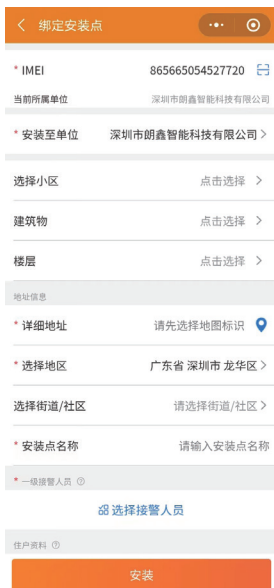 绑定安装点
* IMEI 865665054527720
当前所属单位 深圳市朗鑫智能科技有限公司
* 安装至单位 深圳市朗鑫智能科技有限公司 >
选择小区 点击选择 >
建筑物 点击选择 >
楼层 点击选择 >
地址信息
* 详细地址 请先选择地图标识
* 选择地区 广东省 深圳市 龙华区 >
选择街道/社区 请选择街道/社区 >
* 安装点名称 请输入安装点名称
* 一级接警人员 ?
选择接警人员
住户资料 ?
安装